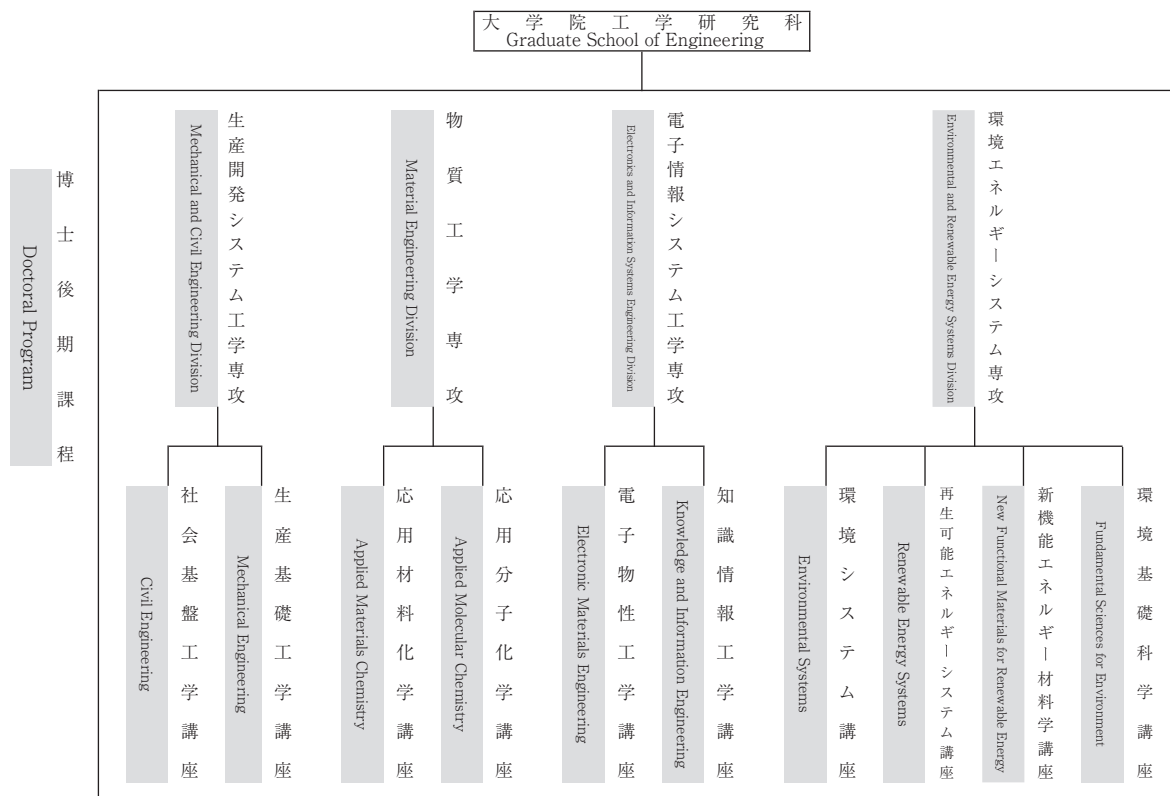 大学院工学研究科
Graduate School of Engineering
博士後期課程
Doctoral Program
生産開発システム工学専攻
Mechanical and Civil Engineering Division
物質工学専攻
Material Engineering Division
電子情報システム工学専攻
Electronics and Information Systems Engineering Division
環境エネルギーシステム専攻
Environmental and Renewable Energy Systems Division
社会基盤工学講座
Civil Engineering
生産基礎工学講座
Mechanical Engineering
応用材料化学講座
Applied Materials Chemistry
応用分子化学講座
Applied Molecular Chemistry
電子物性工学講座
Electronic Materials Engineering
知識情報工学講座
Knowledge and Information Engineering
環境システム講座
Environmental Systems
再生可能エネルギーシステム講座
Renewable Energy Systems
新機能エネルギー材料学講座
New Functional Materials for Renewable Energy
環境基礎科学講座
Fundamental Sciences for Environment